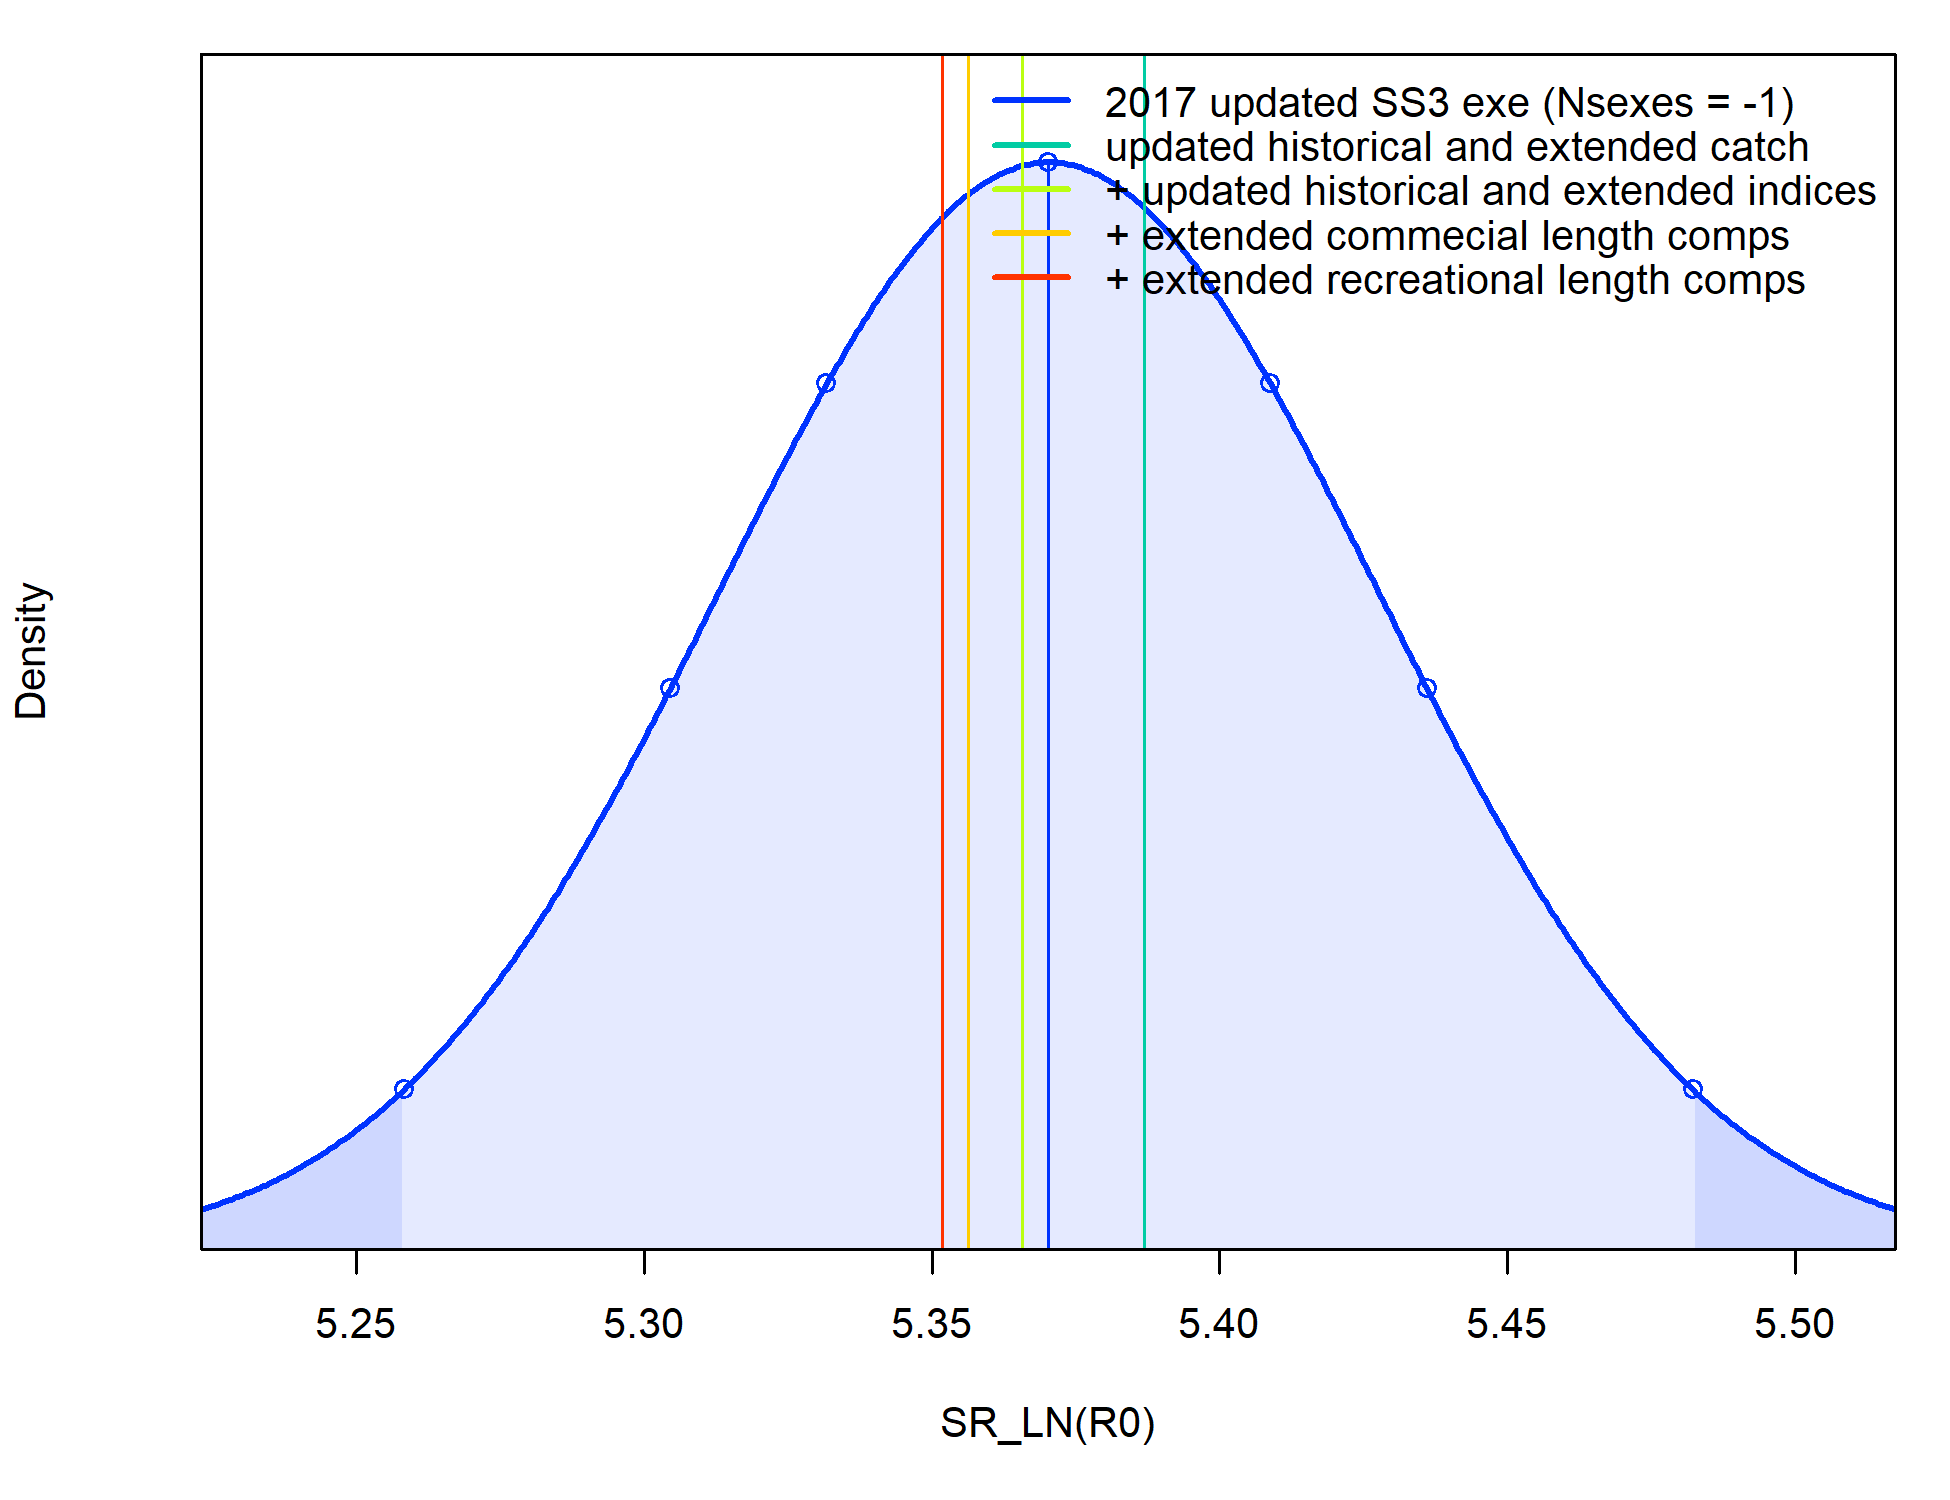 2017 updated SS3 exe (Nsexes = -1)
updated historical and extended catch
+ updated historical and extended indices
+ extended commecial length comps
+ extended recreational length comps
Density
5.25 5.30 5.35 5.40 5.45 5.50
SR_LN(R0)